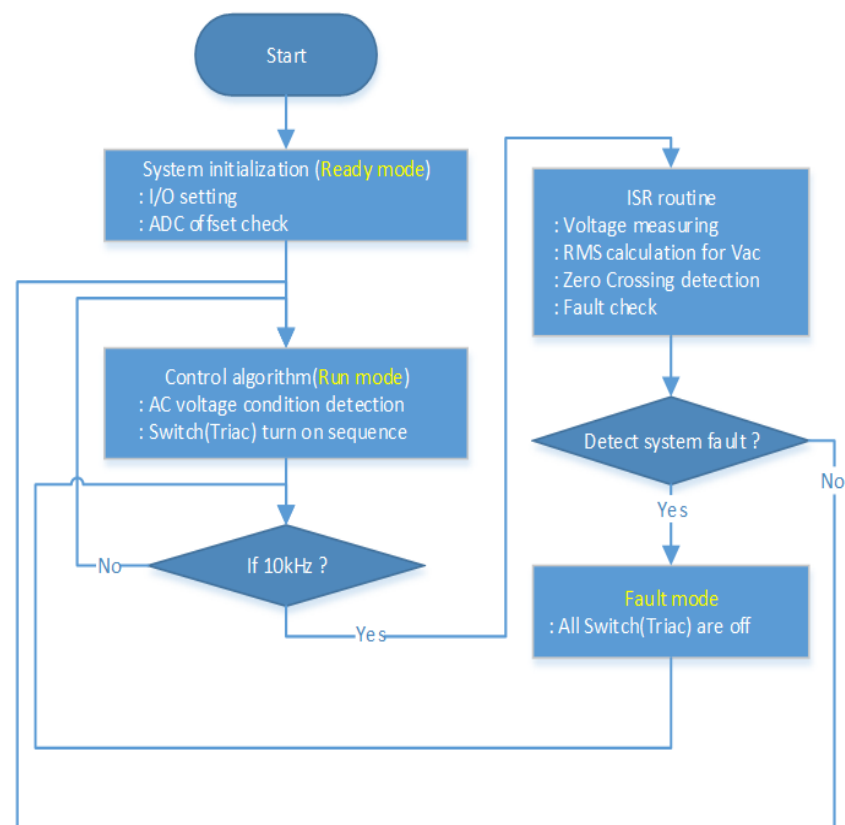 Start
System initialization (Ready mode)
: I/O setting
: ADC offset check
Control algorithm(Run mode)
: AC voltage condition detection
: Switch(Triac) turn on sequence
If 10kHz ?
No
Yes
ISR routine
: Voltage measuring
: RMS calculation for Vac
: Zero Crossing detection
: Fault check
Detect system fault ?
No
Yes
Fault mode
: All Switch(Triac) are off